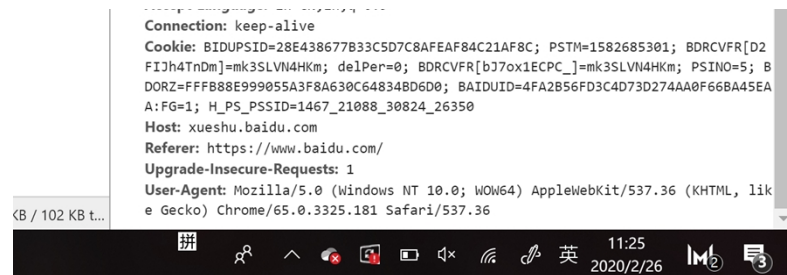 Connection: keep-alive
Cookie: BIDUPSID=28E438677B33C5D7C8AFEAF84C21AF8C; PSTM=1582685301; BDRCVFR[D2
FIJh4TnDm]=mk3SLVN4HKm; delPer=0; BDRCVFR[bJ7ox1ECPC_]=mk3SLVN4HKm; PSINO=5; B
DORZ=FFFB88E999055A3F8A630C64834BD6D0; BAIDUID=4FA2B56FD3C4D73D274AA0F66BA45EA
A:FG=1; H_PS_PSSID=1467_21088_30824_26350
Host: xueshu.baidu.com
Referer: https://www.baidu.com/
Upgrade-Insecure-Requests: 1
User-Agent: Mozilla/5.0 (Windows NT 10.0; WOW64) AppleWebKit/537.36 (KHTML, lik
e Gecko) Chrome/65.0.3325.181 Safari/537.36
KB / 102 KB t...
拼
英
11:25
2020/2/26
2
3